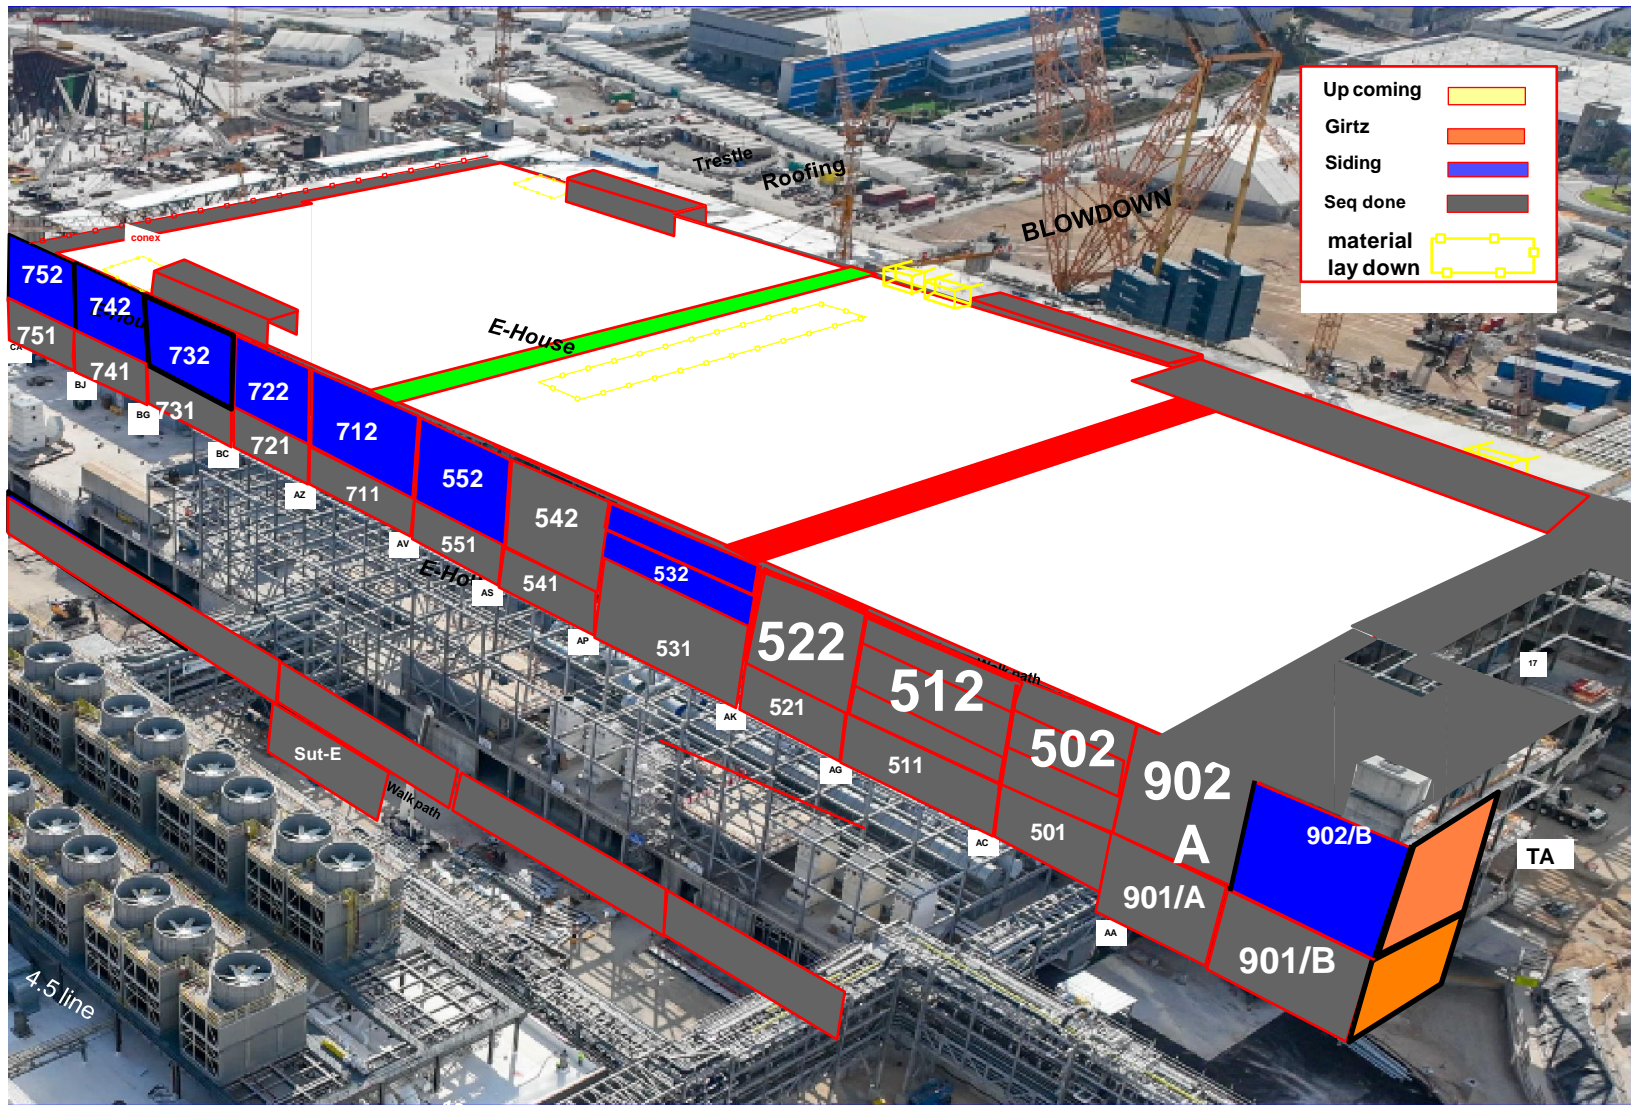 Up coming
Girtz
Siding
Seq done
material
lay down
Trestle
Roofing
BLOWDOWN
conex
E-House
752
742
732
722
712
552
542
532
522
512
502
902
A
902/B
751
741
731
721
711
551
541
531
521
511
501
901/A
901/B
BJ
BG
BC
AZ
AV
AS
AP
AK
AG
AC
AA
17
TA
Sut-E
Walkpath
4.5 line